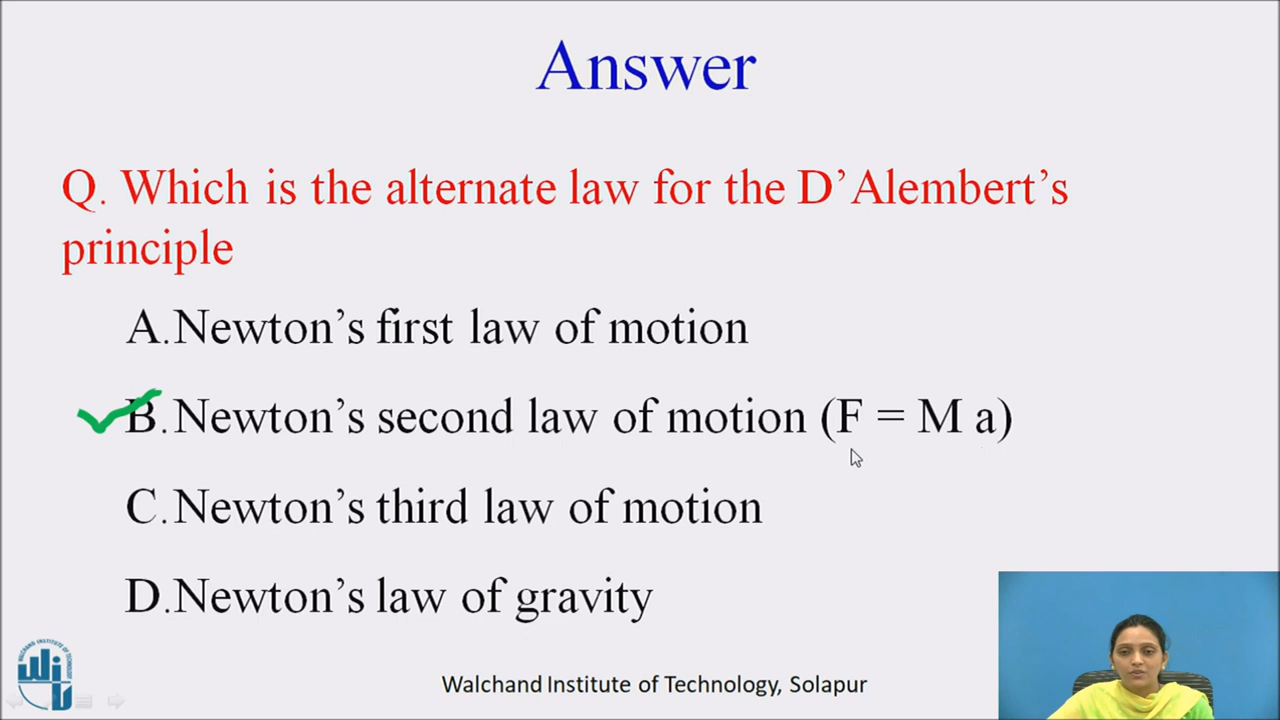 Answer
Q. Which is the alternate law for the D’Alembert’s
principle
A.Newton’s first law of motion
B.Newton’s second law of motion (F = M a)
C.Newton’s third law of motion
D.Newton’s law of gravity
Walchand Institute of Technology, Solapur